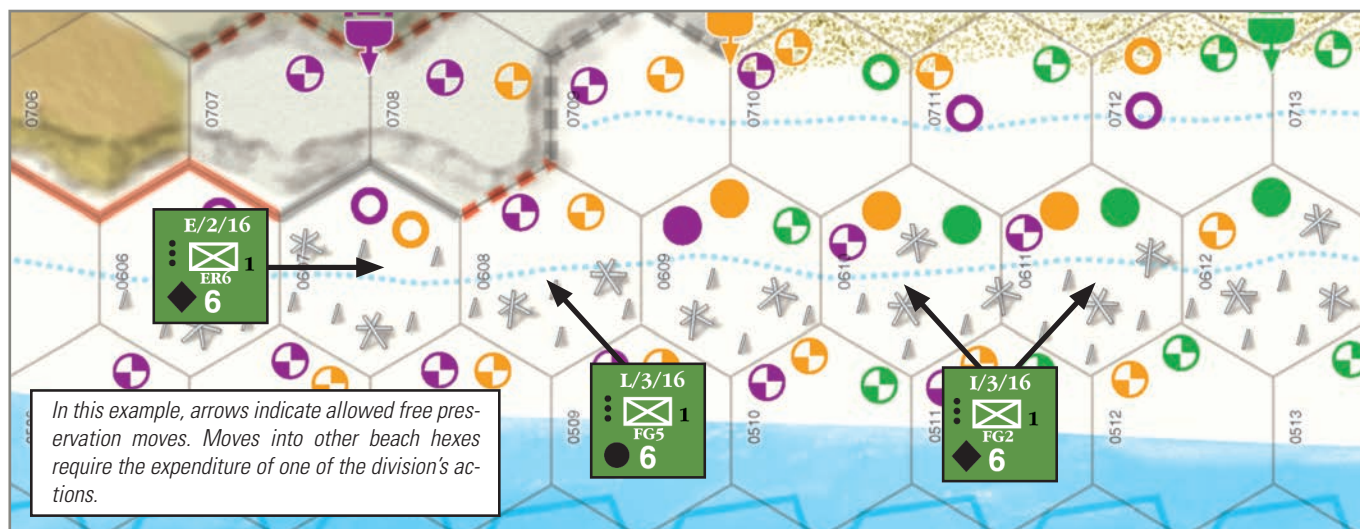 0706
0707
0708
0709
0710
0711
0712
0713
E/2/16
1
ER6
6
0606
0608
0609
0611
0612
L/3/16
1
FG5
6
I/3/16
1
FG2
6
0509
0510
0511
0512
0513
In this example, arrows indicate allowed free pres-
ervation moves. Moves into other beach hexes
require the expenditure of one of the division's ac-
tions.